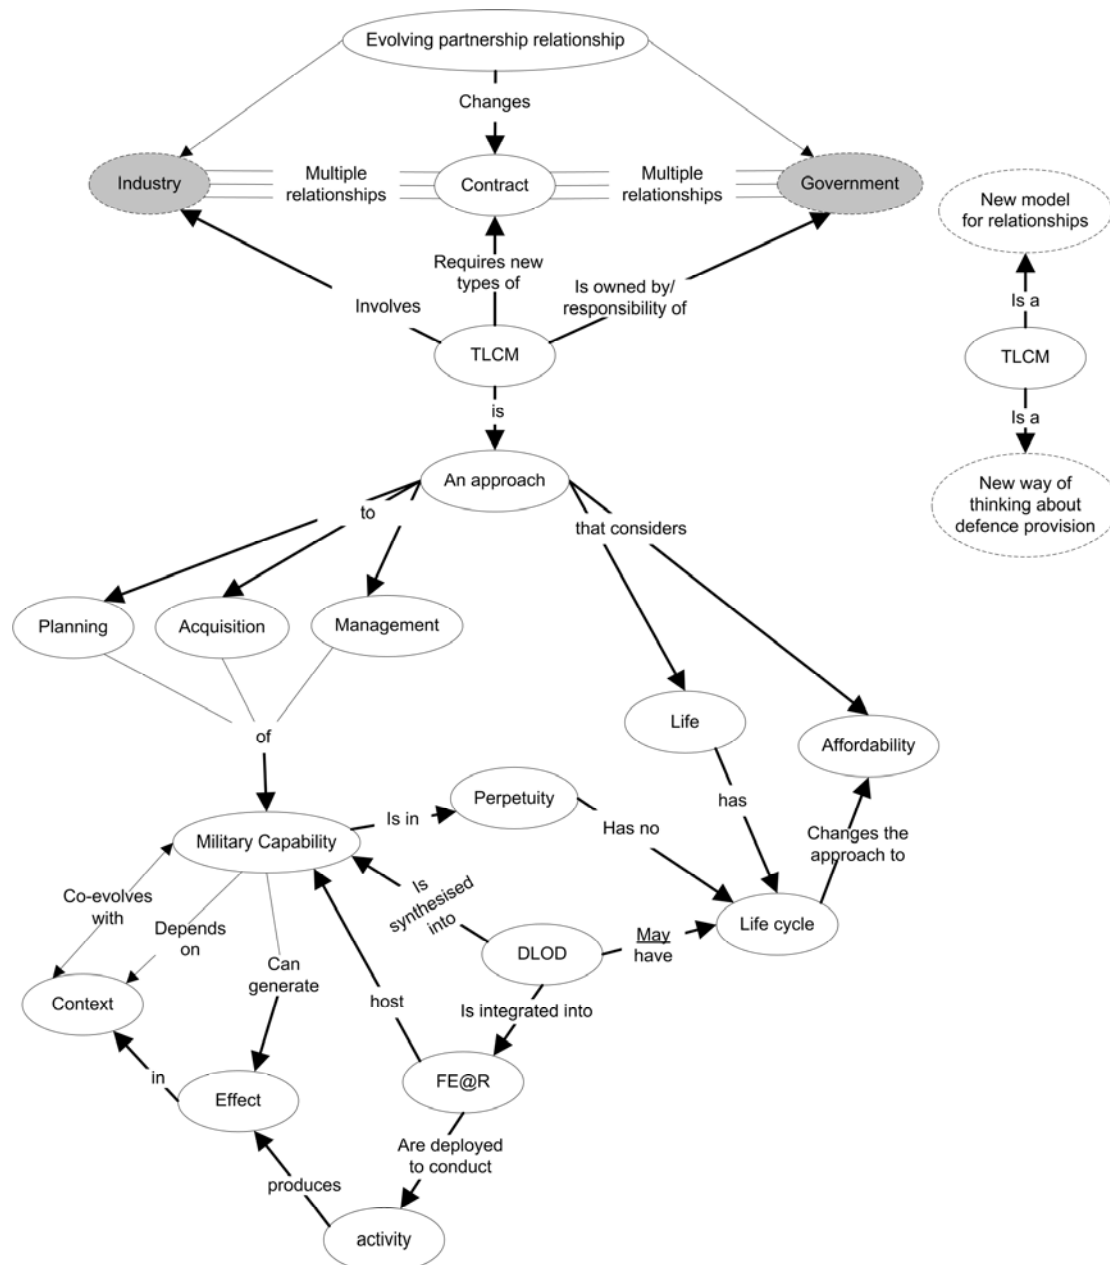 Evolving partnership relationship
Changes
Industry
Multiple
relationships
Contract
Multiple
relationships
Government
New model
for relationships
Requires new
types of
Is owned by/
responsibility of
Involves
Is a
TLCM
TLCM
is
Is a
An approach
New way of
thinking about
defence provision
to
that considers
Planning
Acquisition
Management
Life
of
Affordability
Perpetuity
has
Is in
Has no
Changes the
approach to
Military Capability
Is
synthesised
into
Co-evolves
with
Depends
on
Life cycle
May
have
DLOD
Can
generate
Context
host
Is integrated into
in
FE@R
Effect
Are deployed
to conduct
produces
activity